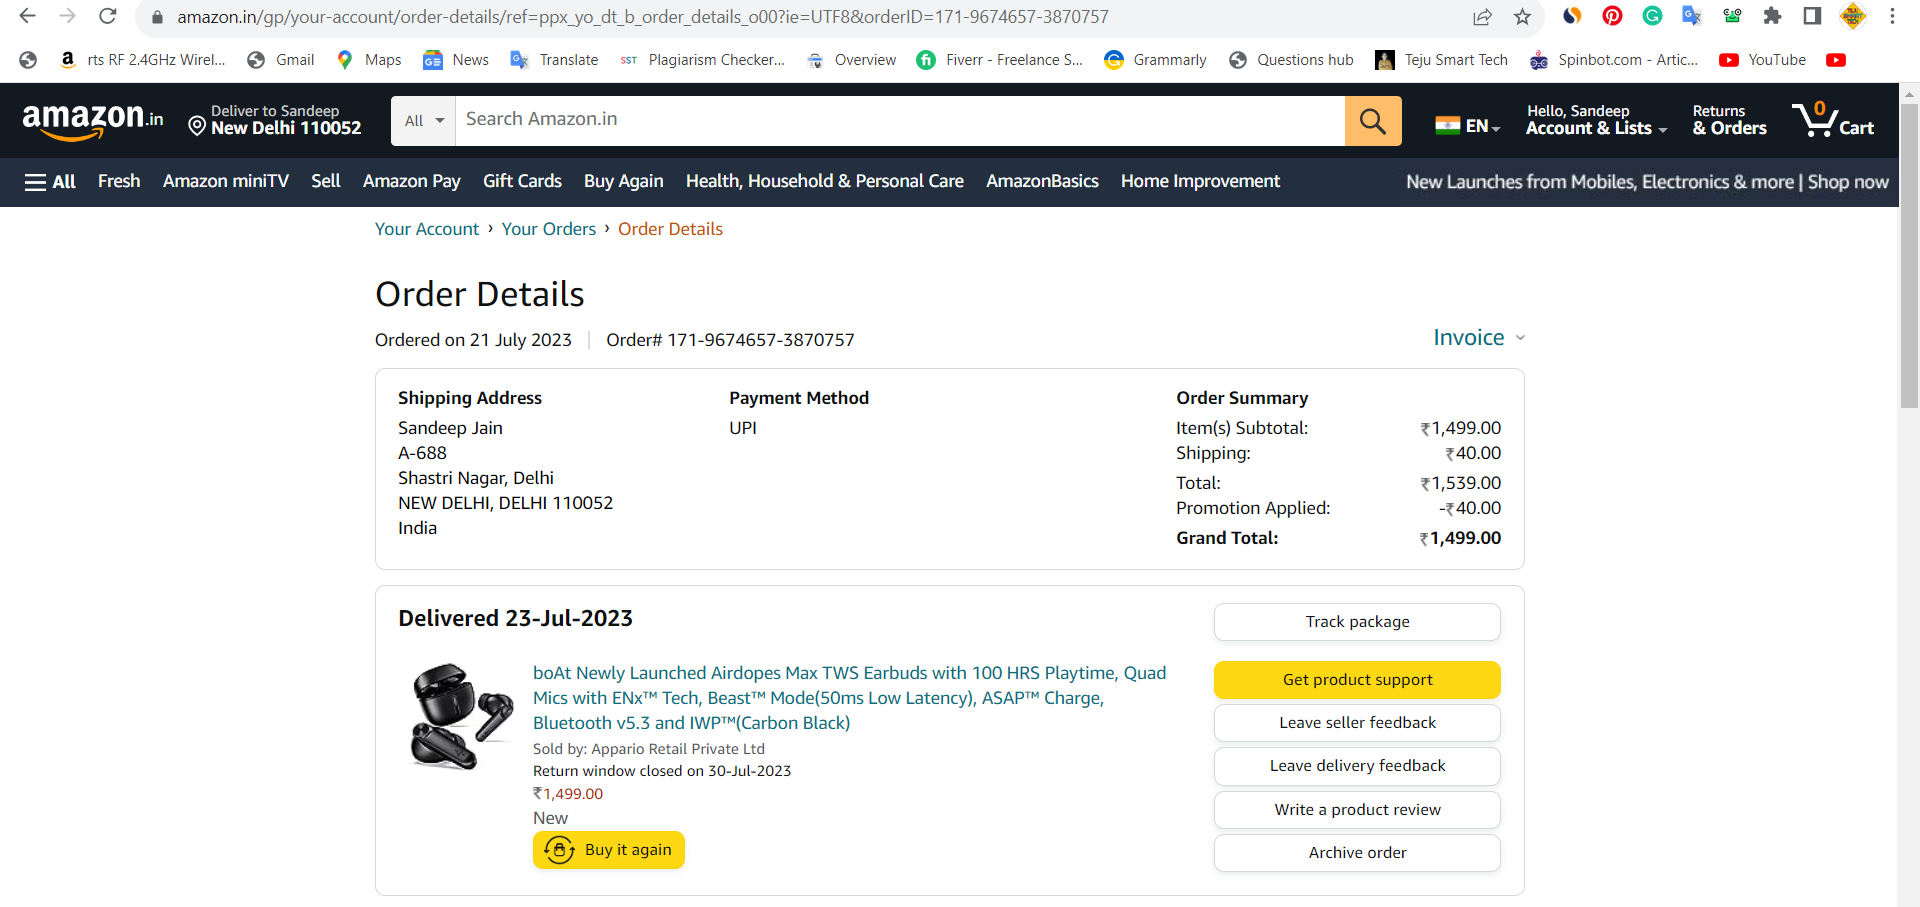 amazon.in/gp/your-account/order-details/ref=ppx_yo_dt_b_order_details_o00?ie=UTF8&orderID=171-9674657-3870757
rts RF 2.4GHz Wirel... Gmail Maps News Translate SST Plagiarism Checker... Overview Fiverr - Freelance S... Grammarly Questions hub Teju Smart Tech Spinbot.com - Artic... YouTube
amazon.in
Deliver to Sandeep
New Delhi 110052
All
Search Amazon.in
EN
Hello, Sandeep
Account & Lists
Returns
& Orders
0
Cart
All Fresh Amazon miniTV Sell Amazon Pay Gift Cards Buy Again Health, Household & Personal Care AmazonBasics Home Improvement New Launches from Mobiles, Electronics & more | Shop now
Your Account › Your Orders › Order Details
Order Details
Ordered on 21 July 2023 | Order# 171-9674657-3870757
Invoice
Shipping Address
Sandeep Jain
A-688
Shastri Nagar, Delhi
NEW DELHI, DELHI 110052
India
Payment Method
UPI
Order Summary
Item(s) Subtotal: ₹1,499.00
Shipping: ₹40.00
Total: ₹1,539.00
Promotion Applied: -₹40.00
Grand Total: ₹1,499.00
Delivered 23-Jul-2023
boAt Newly Launched Airdopes Max TWS Earbuds with 100 HRS Playtime, Quad
Mics with ENx™ Tech, Beast™ Mode(50ms Low Latency), ASAP™ Charge,
Bluetooth v5.3 and IWP™(Carbon Black)
Sold by: Appario Retail Private Ltd
Return window closed on 30-Jul-2023
₹1,499.00
New
Buy it again
Track package
Get product support
Leave seller feedback
Leave delivery feedback
Write a product review
Archive order